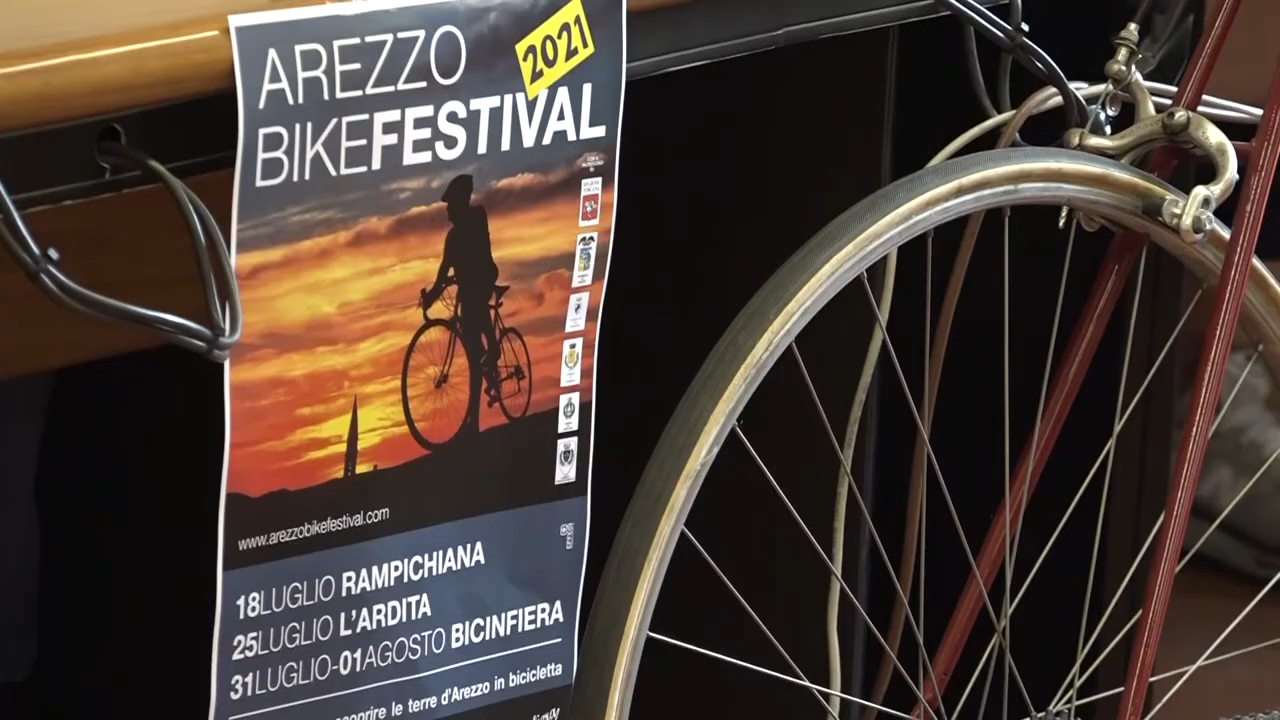 AREZZO
2021
BIKEFESTIVAL
www.arezzobikefestival.com
18LUGLIO RAMPICHIANA
25LUGLIO L'ARDITA
31LUGLIO-01AGOSTO BICINFIERA
le terre d'Arezzo in bicicletta